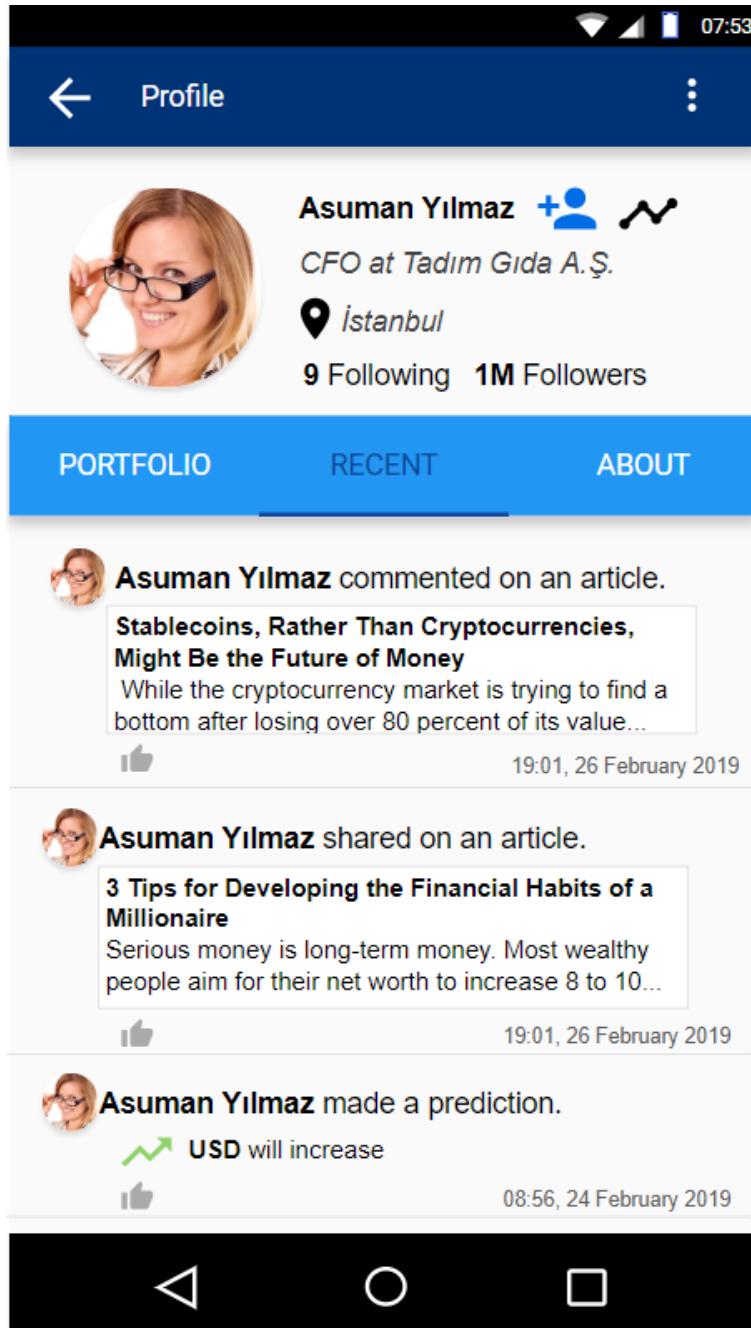 07:53
Profile
Asuman Yılmaz
CFO at Tadım Gıda A.Ş.
İstanbul
9 Following 1M Followers
PORTFOLIO RECENT ABOUT
Asuman Yılmaz commented on an article.
Stablecoins, Rather Than Cryptocurrencies,
Might Be the Future of Money
While the cryptocurrency market is trying to find a
bottom after losing over 80 percent of its value...
19:01, 26 February 2019
Asuman Yılmaz shared on an article.
3 Tips for Developing the Financial Habits of a
Millionaire
Serious money is long-term money. Most wealthy
people aim for their net worth to increase 8 to 10...
19:01, 26 February 2019
Asuman Yılmaz made a prediction.
USD will increase
08:56, 24 February 2019